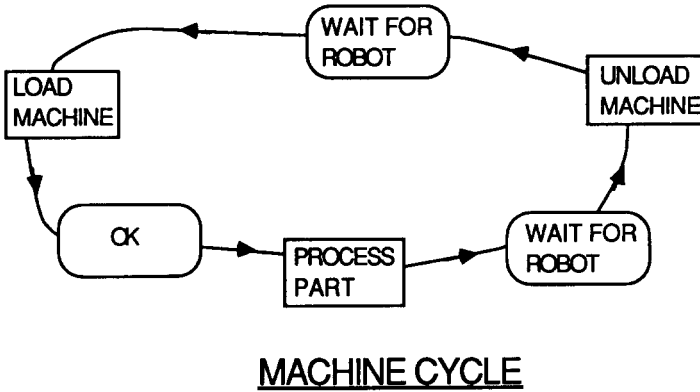 WAIT FOR
ROBOT
LOAD
MACHINE
UNLOAD
MACHINE
OK
PROCESS
PART
WAIT FOR
ROBOT
MACHINE CYCLE